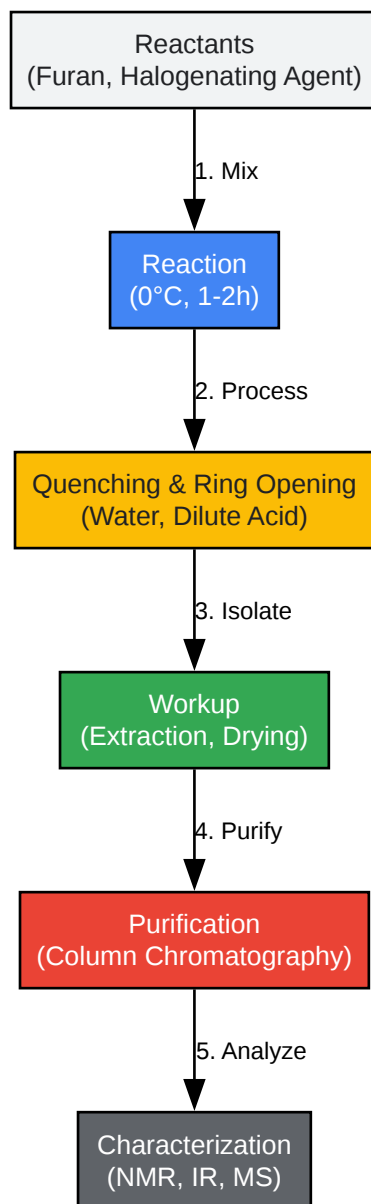 Reactants
(Furan, Halogenating Agent)
1. Mix
Reaction
(0°C, 1-2h)
2. Process
Quenching & Ring Opening
(Water, Dilute Acid)
3. Isolate
Workup
(Extraction, Drying)
4. Purify
Purification
(Column Chromatography)
5. Analyze
Characterization
(NMR, IR, MS)